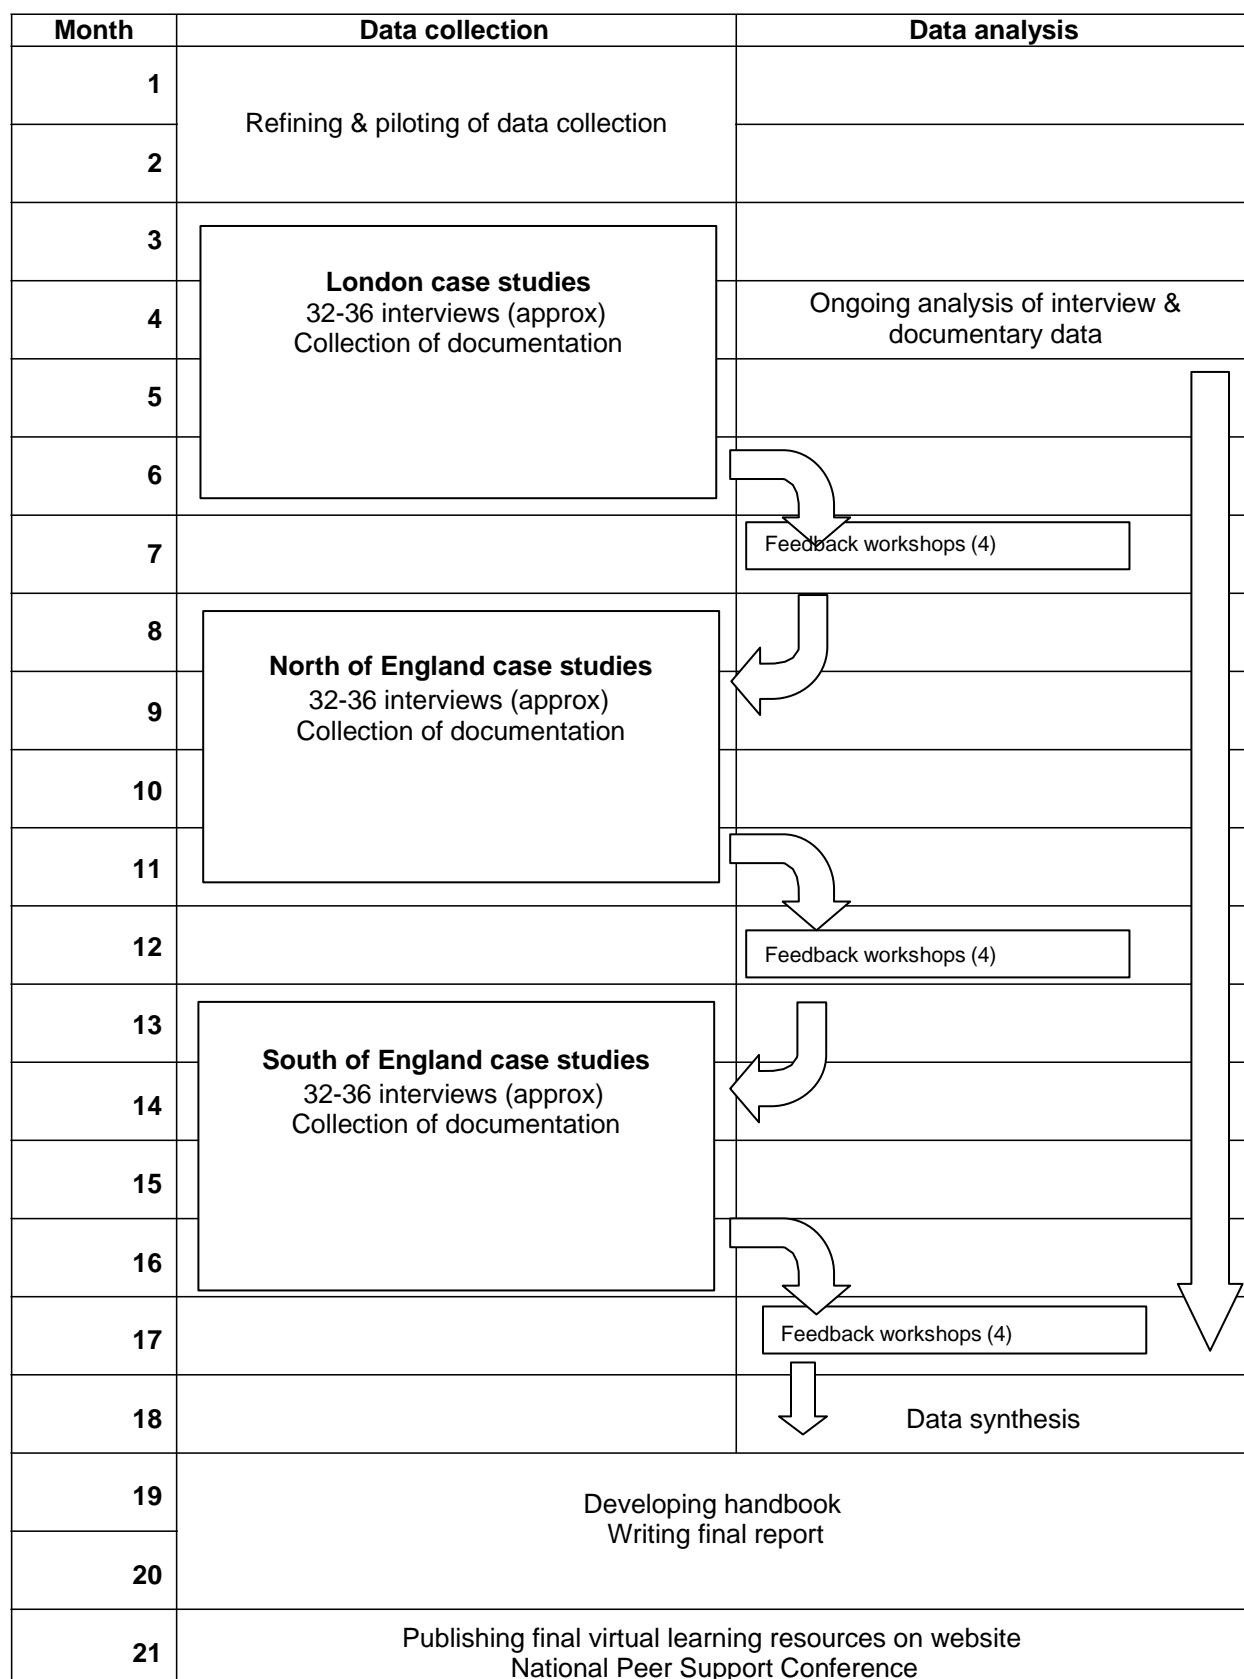 Month Data collection Data analysis
1
Refining & piloting of data collection
2
3
London case studies
32-36 interviews (approx)
Collection of documentation
4
Ongoing analysis of interview &
documentary data
5
6
7
Feedback workshops (4)
8
North of England case studies
32-36 interviews (approx)
Collection of documentation
9
10
11
12
Feedback workshops (4)
13
South of England case studies
32-36 interviews (approx)
Collection of documentation
14
15
16
17
Feedback workshops (4)
18
Data synthesis
19
Developing handbook
Writing final report
20
21
Publishing final virtual learning resources on website
National Peer Support Conference